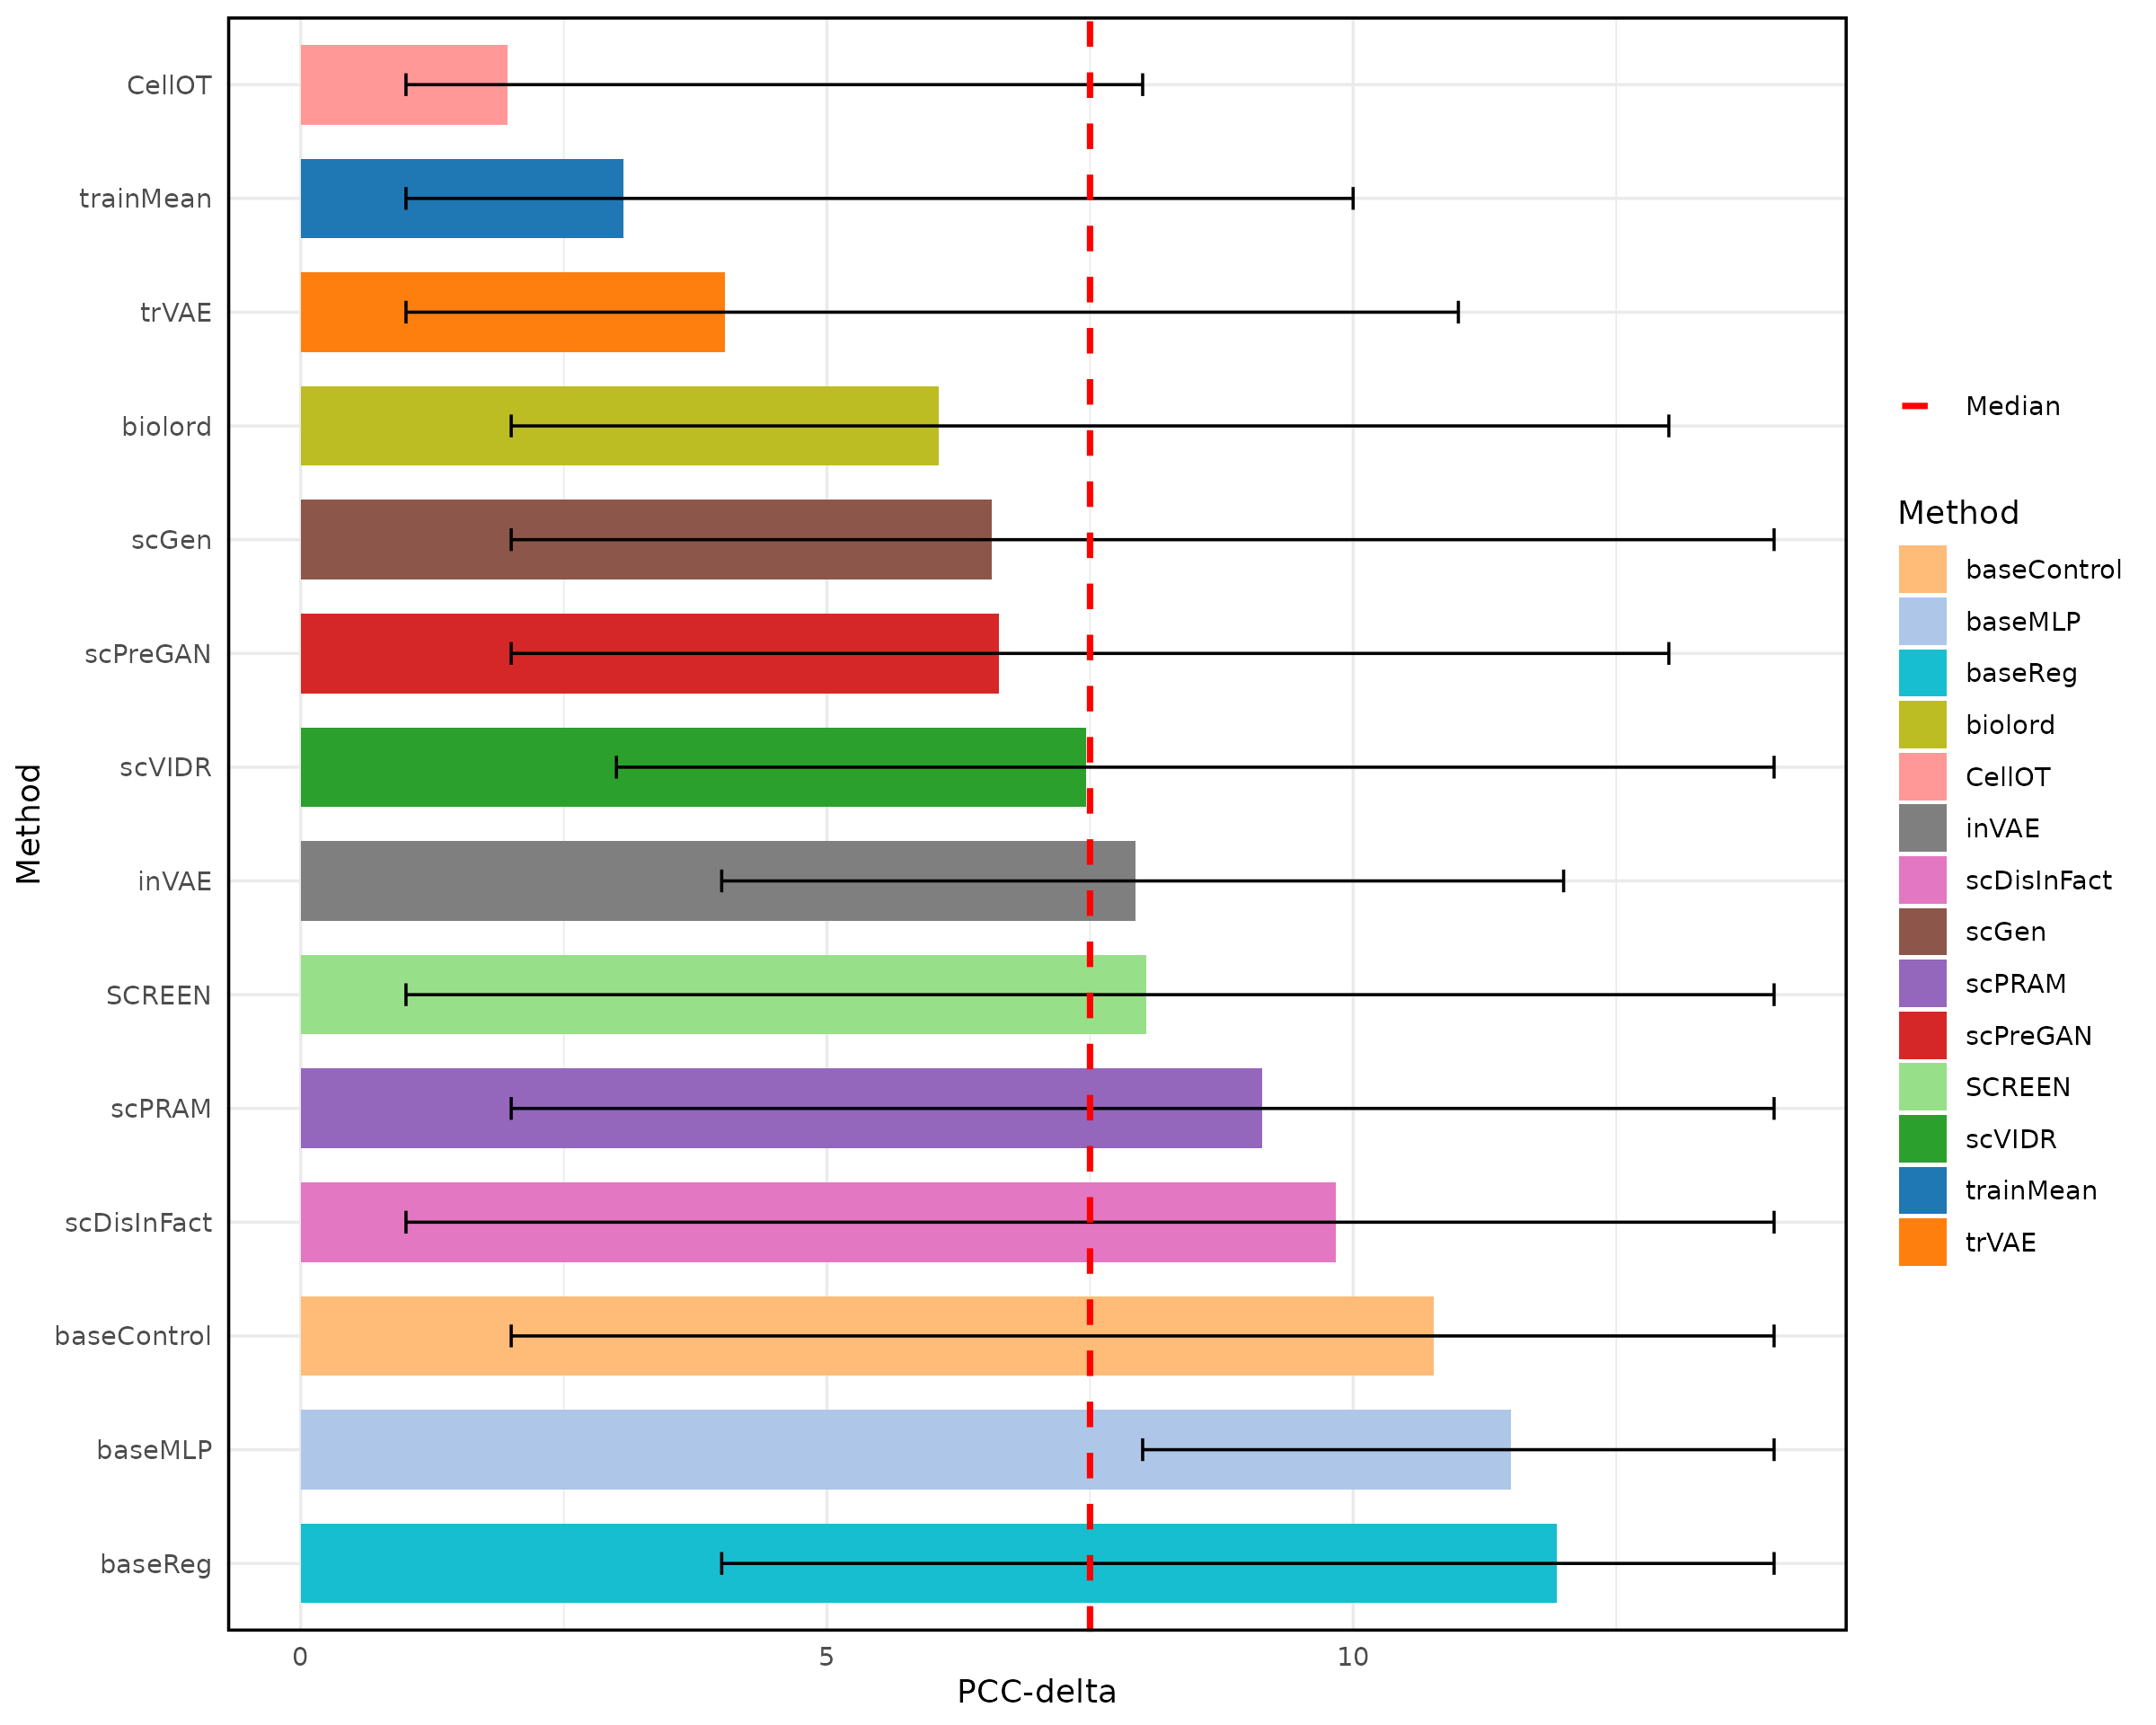 Method
CellOT
trainMean
trVAE
biolord
scGen
scPreGAN
scVIDR
inVAE
SCREEN
scPRAM
scDisInFact
baseControl
baseMLP
baseReg
0 5 10
PCC-delta
Median
Method
baseControl
baseMLP
baseReg
biolord
CellOT
inVAE
scDisInFact
scGen
scPRAM
scPreGAN
SCREEN
scVIDR
trainMean
trVAE